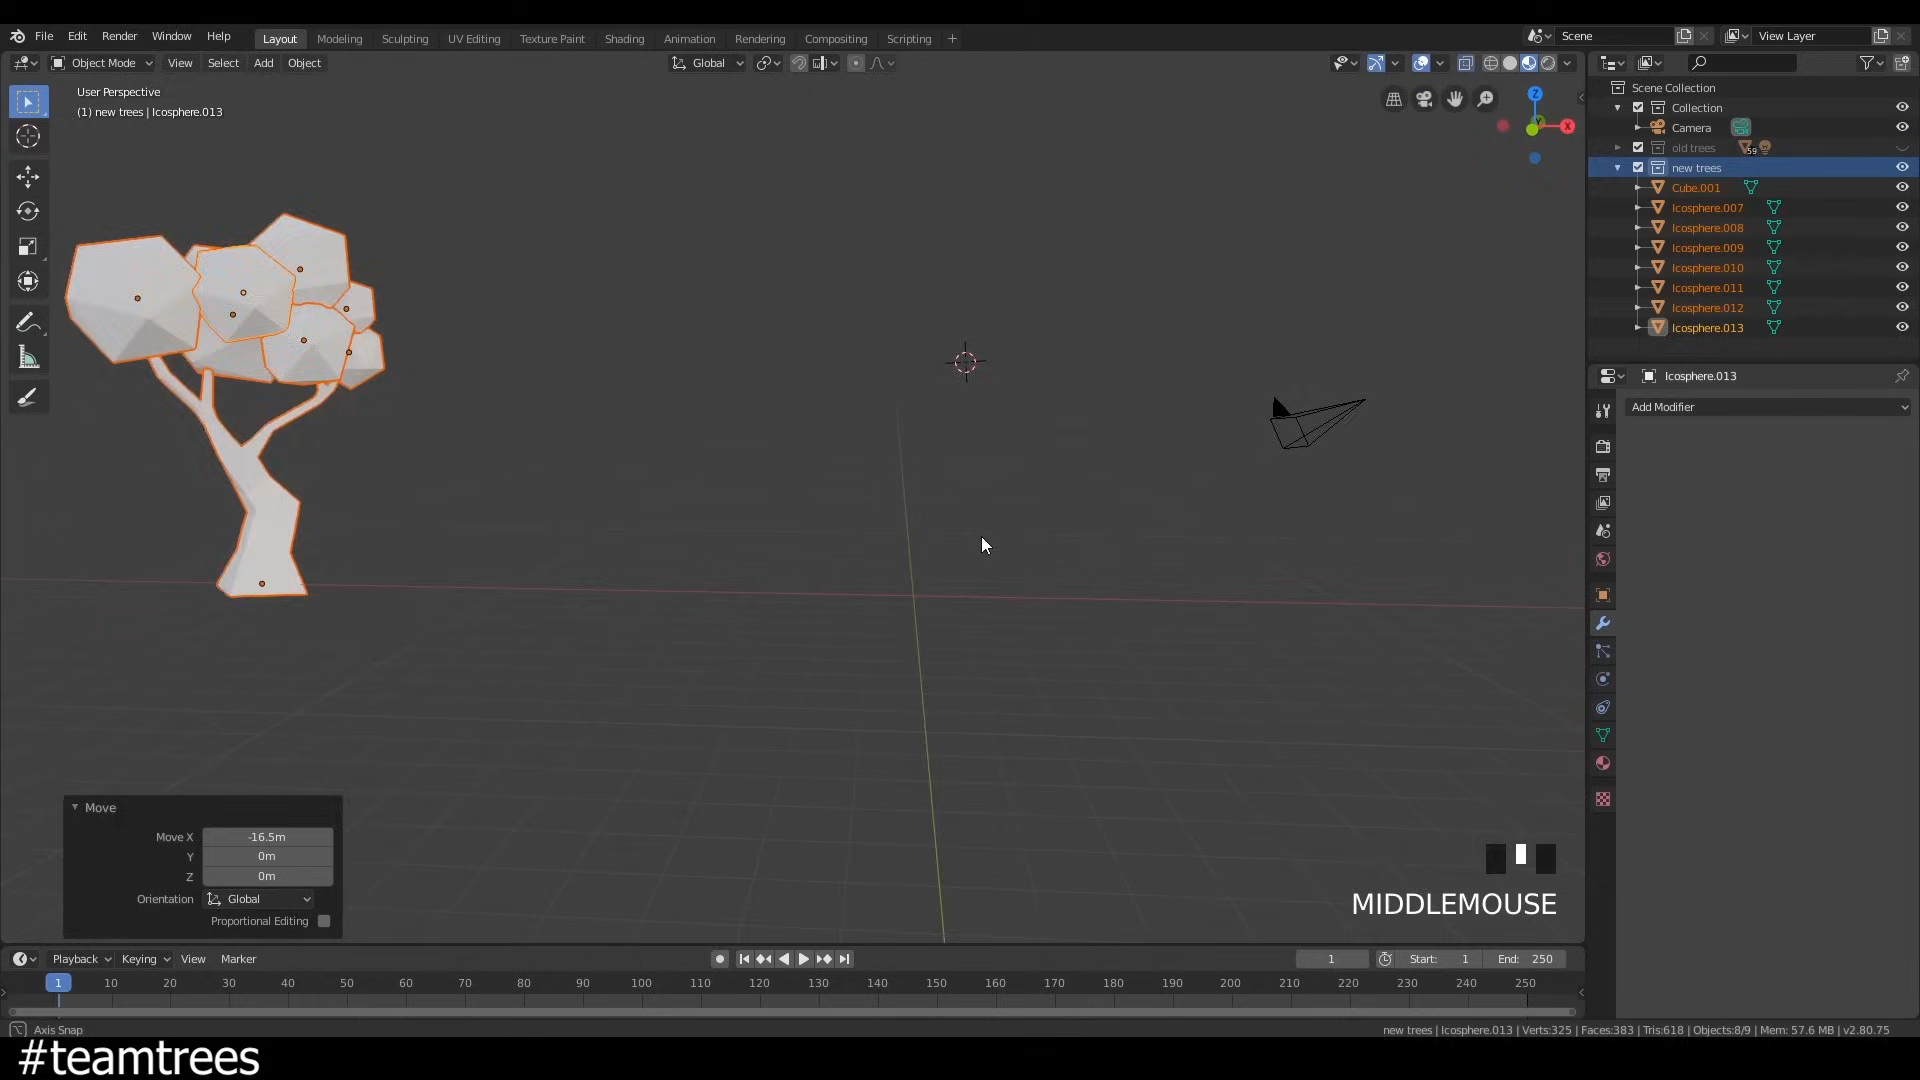 File Edit Render Window Help Layout Modeling Sculpting UV Editing Texture Paint Shading Animation Rendering Compositing Scripting + Scene View Layer
Object Mode View Select Add Object Global
User Perspective
(1) new trees | Icosphere.013
Z
Y
X
Scene Collection
Collection
Camera
old trees 59
new trees
Cube.001
Icosphere.007
Icosphere.008
Icosphere.009
Icosphere.010
Icosphere.011
Icosphere.012
Icosphere.013
Icosphere.013
Add Modifier
Move
Move X -16.5m
Y 0m
Z 0m
Orientation Global
Proportional Editing
MIDDLEMOUSE
Playback Keying View Marker 1 Start: 1 End: 250
1 10 20 30 40 50 60 70 80 90 100 110 120 130 140 150 160 170 180 190 200 210 220 230 240 250
Axis Snap new trees | Icosphere.013 | Verts:325 | Faces:383 | Tris:618 | Objects:8/9 | Mem: 57.6 MB | v2.80.75
#teamtrees